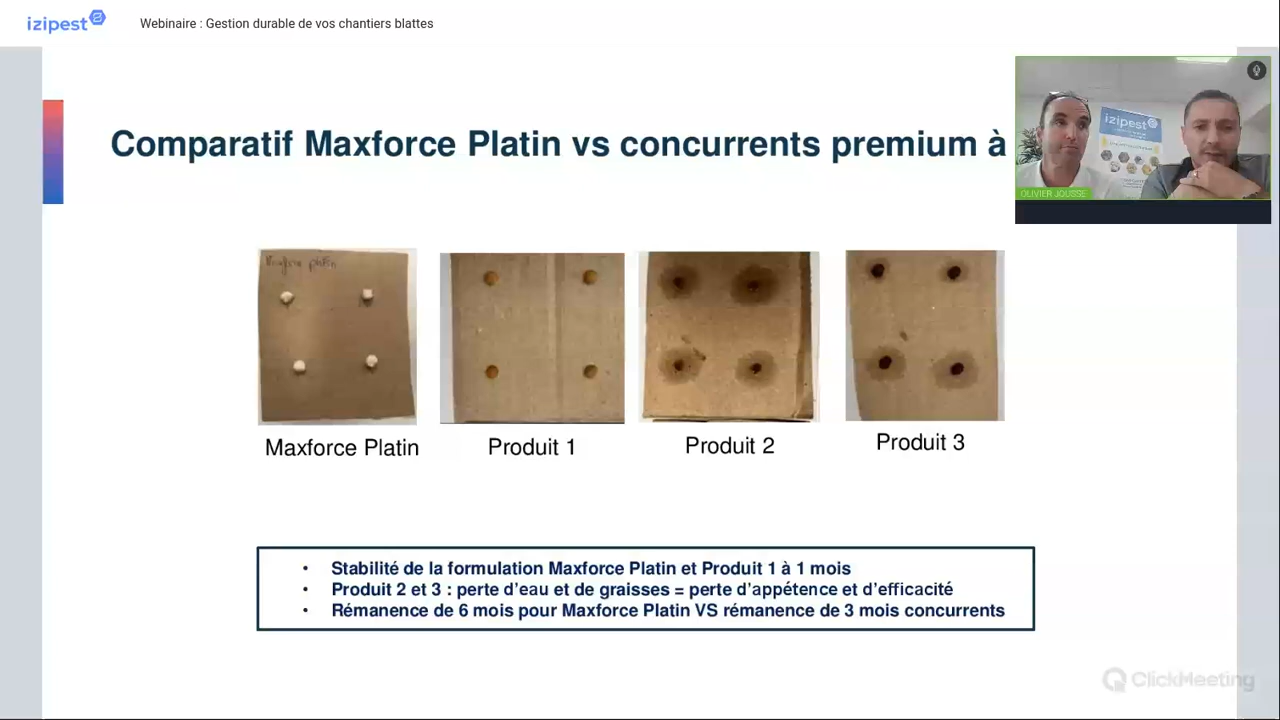 izipest
Webinaire : Gestion durable de vos chantiers blattes
Comparatif Maxforce Platin vs concurrents premium à
izipest
OLIVIER JOUSSE
Maxforce platin
Maxforce Platin
Produit 1
Produit 2
Produit 3
• Stabilité de la formulation Maxforce Platin et Produit 1 à 1 mois
• Produit 2 et 3 : perte d’eau et de graisses = perte d’appétence et d’efficacité
• Rémanence de 6 mois pour Maxforce Platin VS rémanence de 3 mois concurrents
ClickMeeting